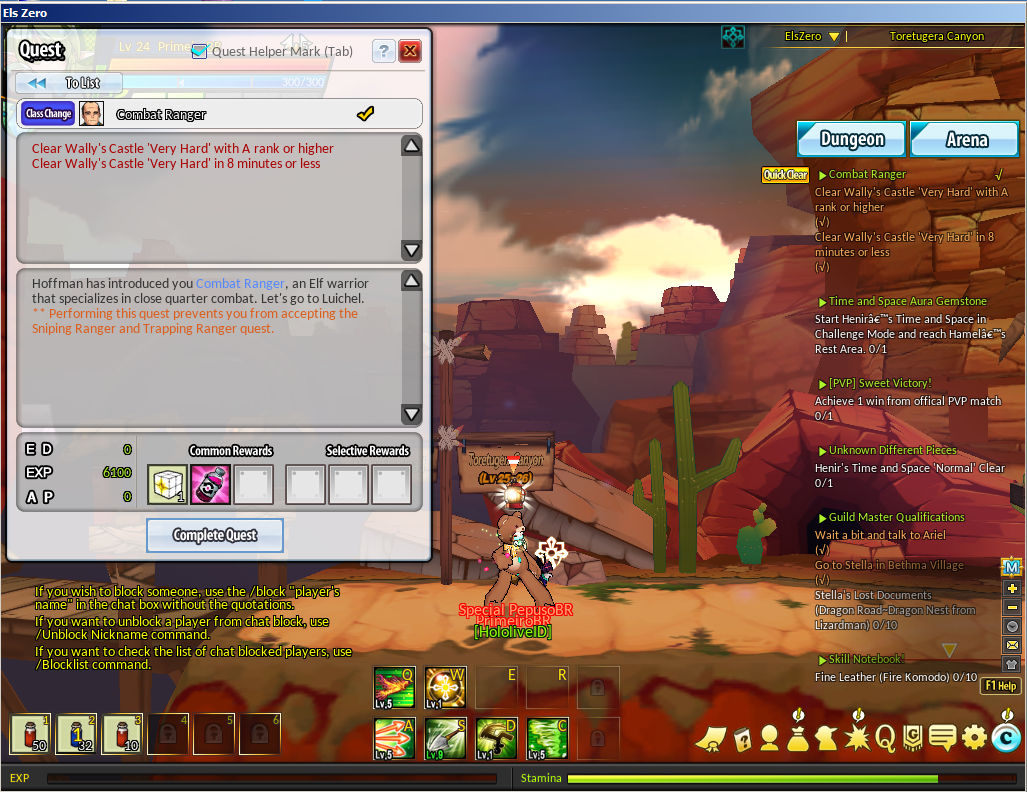 Els Zero
Quest
Lv 24
Quest Helper Mark (Tab)
?
To List
300/300
Class Change
Combat Ranger
Clear Wally's Castle 'Very Hard' with A rank or higher
Clear Wally's Castle 'Very Hard' in 8 minutes or less
Hoffman has introduced you Combat Ranger, an Elf warrior
that specializes in close quarter combat. Let's go to Luichel.
** Performing this quest prevents you from accepting the
Sniping Ranger and Trapping Ranger quest.
E D 0
EXP 6100
A P 0
Common Rewards
1
Selective Rewards
Complete Quest
ElsZero
Toretugera Canyon
Dungeon
Arena
Quick Clear
Combat Ranger √
Clear Wally's Castle 'Very Hard' with A
rank or higher
(√)
Clear Wally's Castle 'Very Hard' in 8
minutes or less
(√)
Time and Space Aura Gemstone
Start Henirâ€™s Time and Space in
Challenge Mode and reach Hamelâ€™s
Rest Area. 0/1
[PVP] Sweet Victory!
Achieve 1 win from offical PVP match
0/1
Unknown Different Pieces
Henir's Time and Space 'Normal' Clear
0/1
Guild Master Qualifications
Wait a bit and talk to Ariel
(√)
Go to Stella in Bethma Village
(√)
Stella's Lost Documents
(Dragon Road~Dragon Nest from
Lizardman) 0/10
Skill Notebook!
Fine Leather (Fire Komodo) 0/10
M
F1 Help
Toretugera Canyon
Special PepusoBR
PrimeiroBR
[HololiveID]
If you wish to block someone, use the /block "player's
name" in the chat box without the quotations.
If you want to unblock a player from chat block, use
/Unblock Nickname command.
If you want to check the list of chat blocked players, use
/Blocklist command.
Q
Lv,5
W
Lv,1
E
R
A
Lv,5
S
Lv,9
D
Lv,1
C
Lv,5
1
50
2
32
3
10
4
5
6
EXP
Stamina